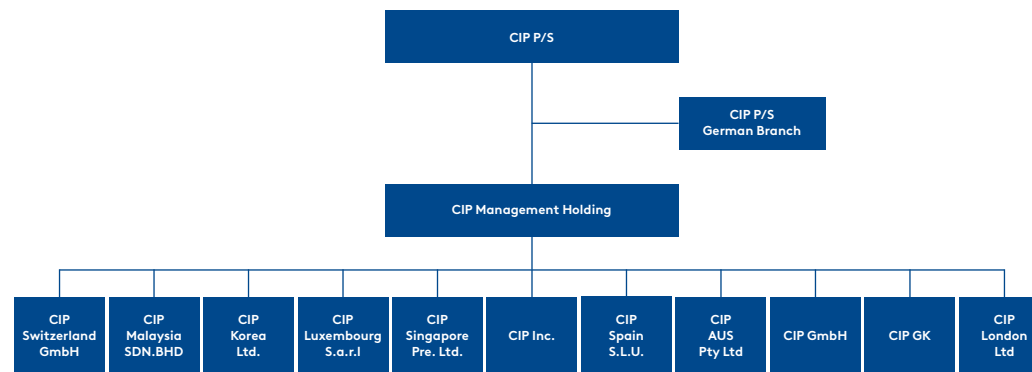 CIP P/S
CIP P/S
German Branch
CIP Management Holding
CIP
Switzerland
GmbH
CIP
Malaysia
SDN.BHD
CIP
Korea
Ltd.
CIP
Luxembourg
S.a.r.l
CIP
Singapore
Pre. Ltd.
CIP Inc.
CIP
Spain
S.L.U.
CIP
AUS
Pty Ltd
CIP GmbH
CIP GK
CIP
London
Ltd